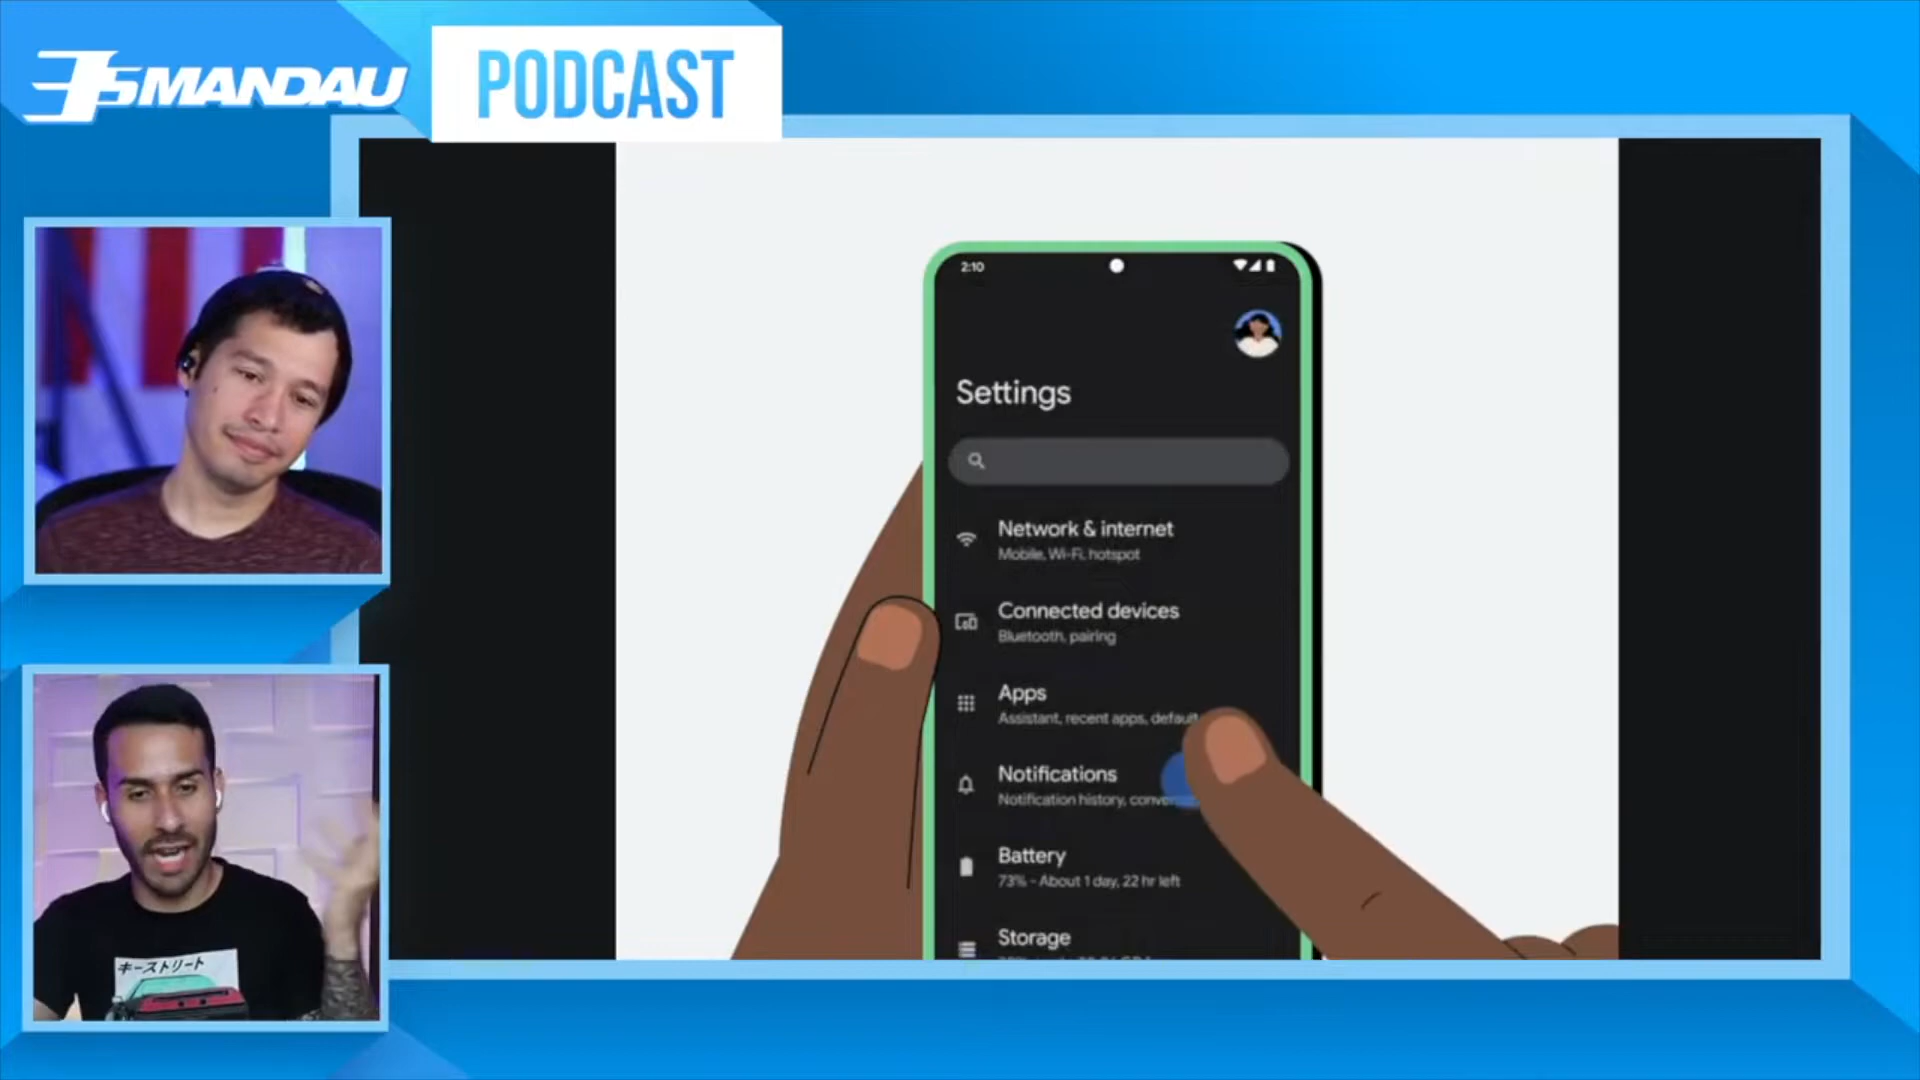 35MANDAU
PODCAST
2:10
Settings
Network & internet
Mobile, Wi-Fi, hotspot
Connected devices
Bluetooth, pairing
Apps
Assistant, recent apps, default
Notifications
Notification history, conver
Battery
73% - About 1 day, 22 hr left
Storage
キーストリート